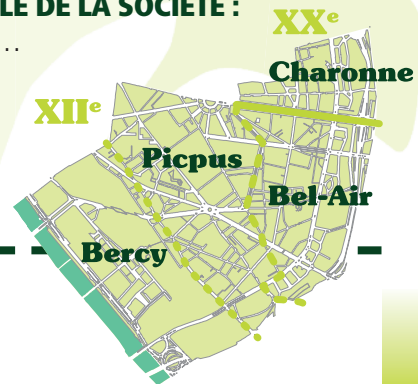 LE DE LA SOCIÉTÉ :
..
XXᵉ
Charonne
XIIᵉ
Picpus
Bel-Air
Bercy